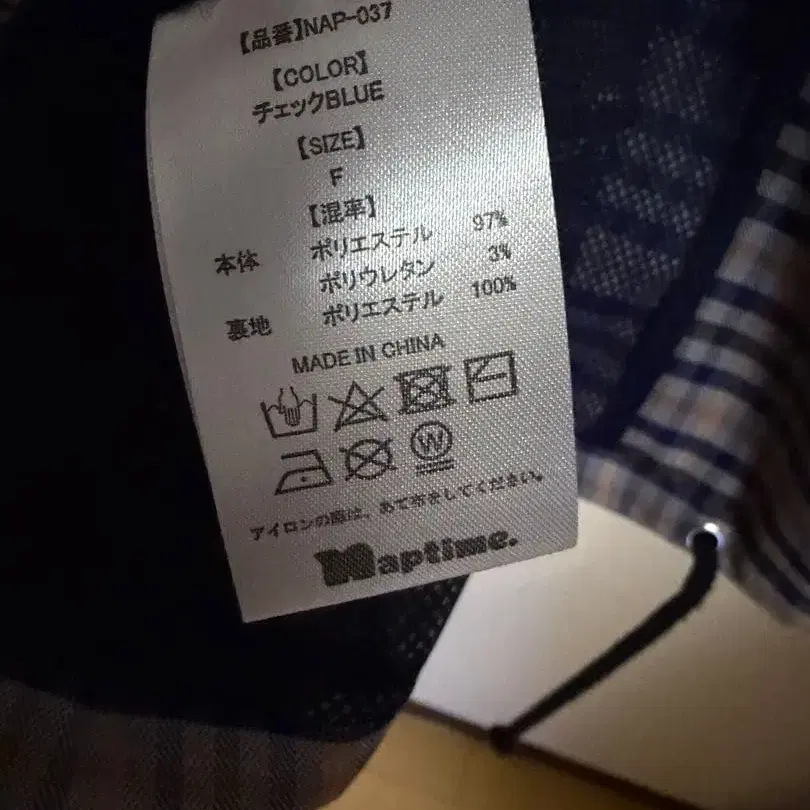 【品番】NAP-037
【COLOR】
チェックBLUE
【SIZE】
F
【混率】
本体 ポリエステル 97%
ポリウレタン 3%
裏地 ポリエステル 100%
MADE IN CHINA
W
アイロンの際は、あて布をしてください。
Naptime.